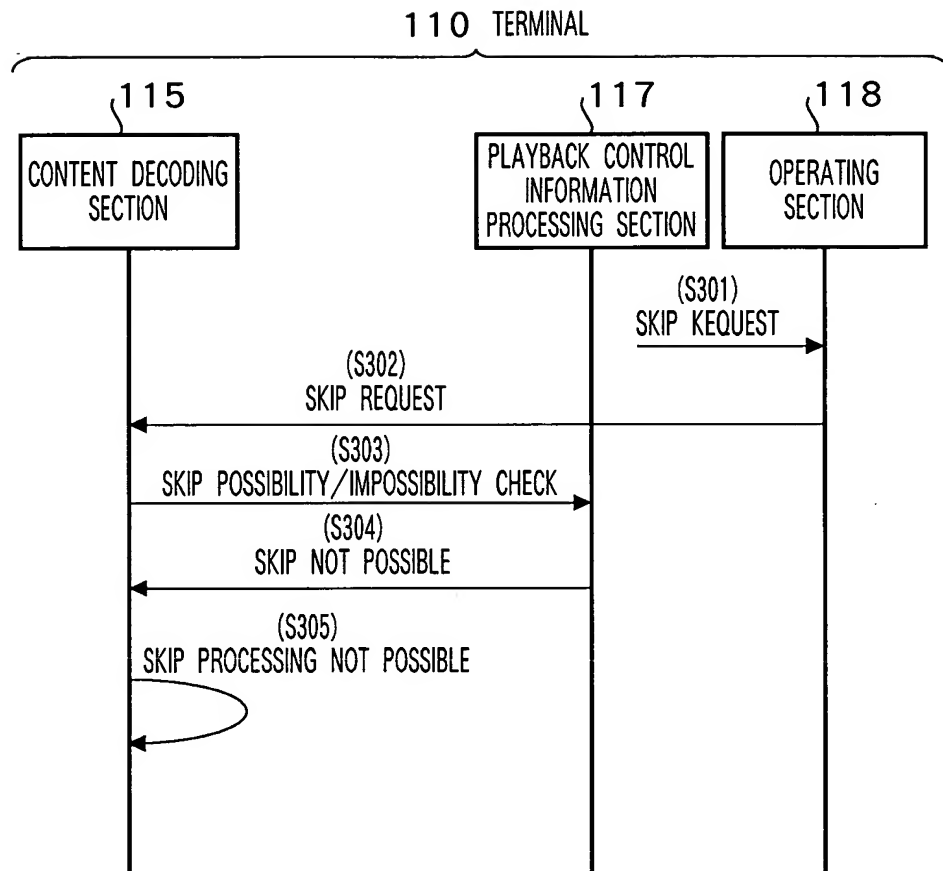 110 TERMINAL
115
117
118
CONTENT DECODING
SECTION
PLAYBACK CONTROL
INFORMATION
PROCESSING SECTION
OPERATING
SECTION
(S301)
SKIP KEQUEST
(S302)
SKIP REQUEST
(S303)
SKIP POSSIBILITY/IMPOSSIBILITY CHECK
(S304)
SKIP NOT POSSIBLE
(S305)
SKIP PROCESSING NOT POSSIBLE